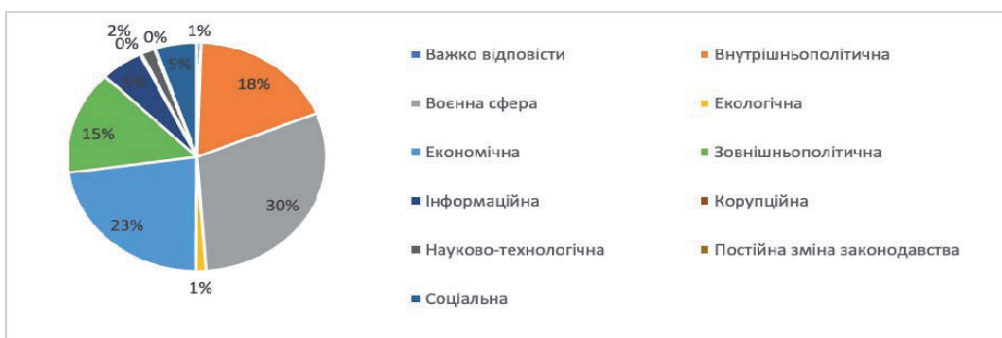 2%
0%
0%
1%
5%
18%
15%
30%
23%
1%
Важко відповісти
Внутрішньополітична
Воєнна сфера
Екологічна
Економічна
Зовнішньополітична
Інформаційна
Корупційна
Науково-технологічна
Постійна зміна законодавства
Соціальна